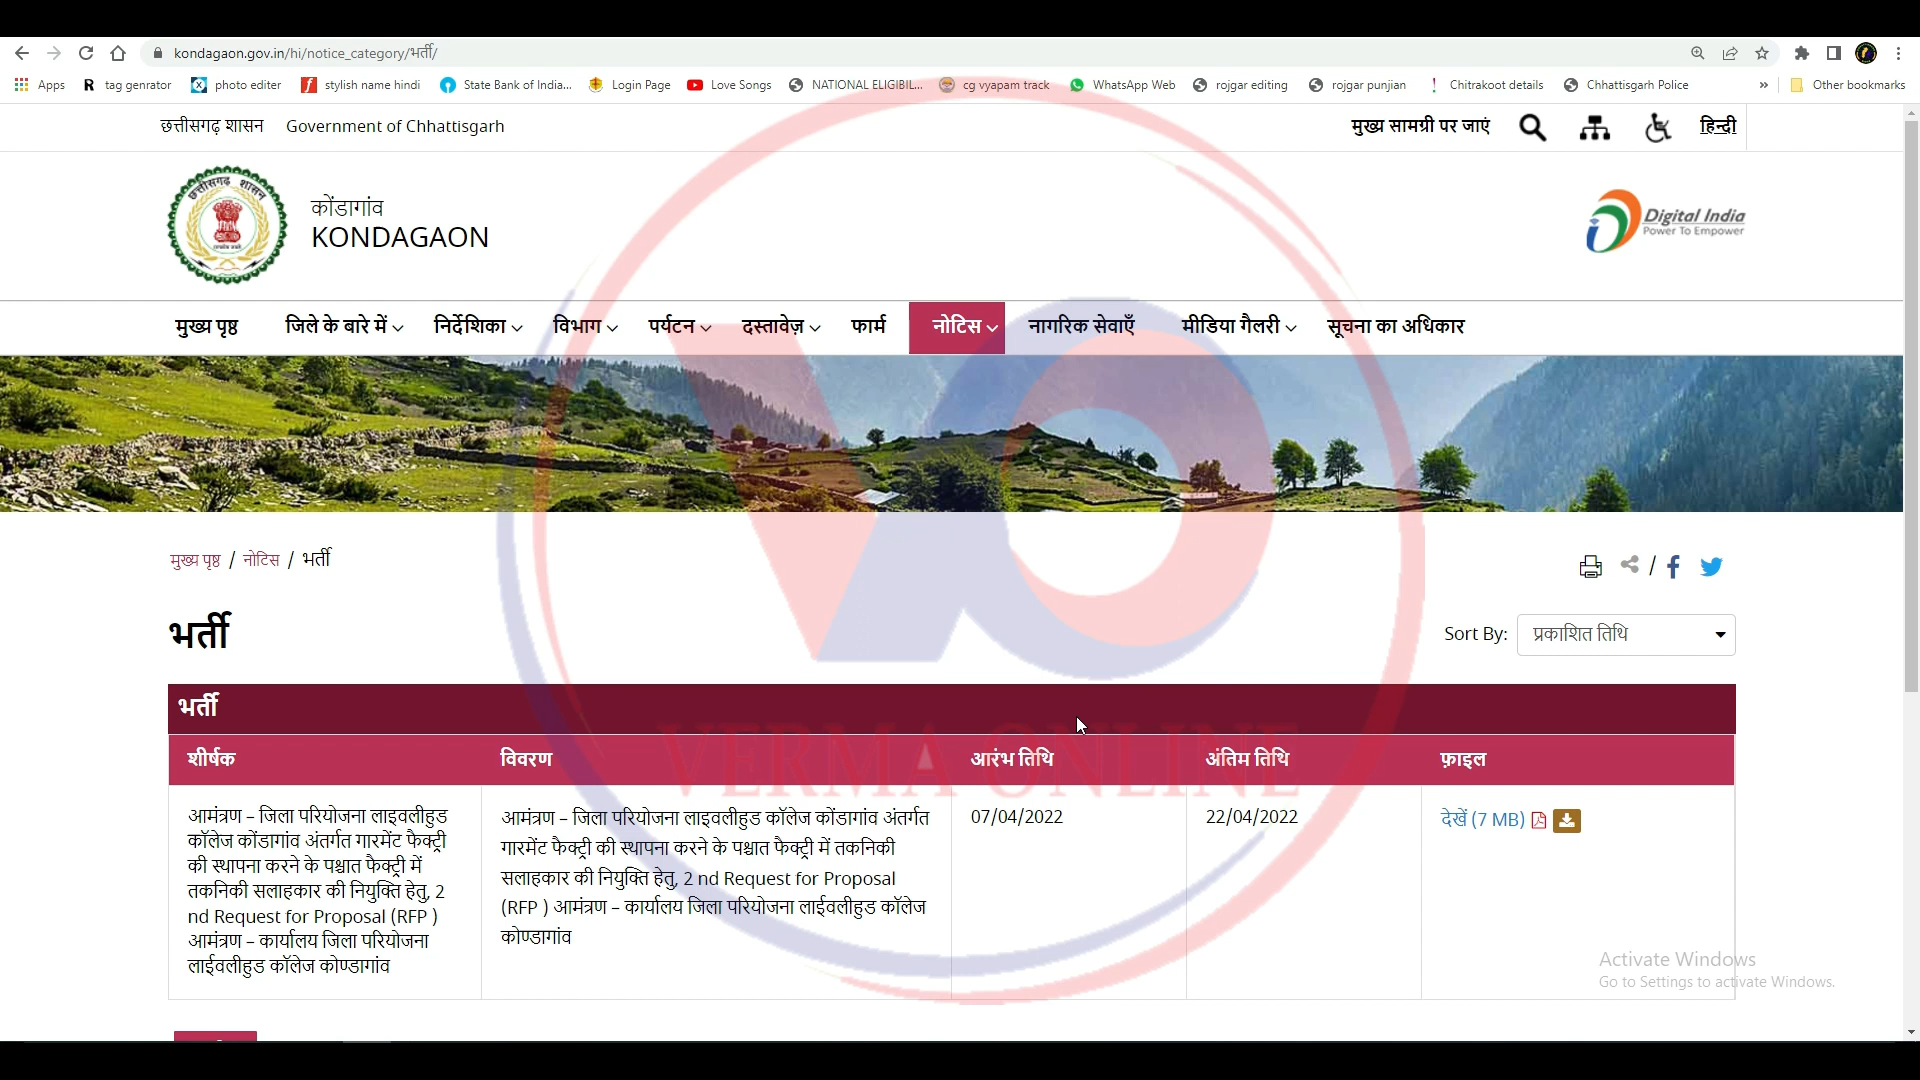 kondagaon.gov.in/hi/notice_category/भर्ती/
Apps tag genrator photo editer stylish name hindi State Bank of India... Login Page Love Songs NATIONAL ELIGIBIL... cg vyapam track WhatsApp Web rojgar editing rojgar punjian Chitrakoot details Chhattisgarh Police » Other bookmarks
छत्तीसगढ़ शासन Government of Chhattisgarh मुख्य सामग्री पर जाएं हिन्दी
छत्तीसगढ़ शासन
कोंडागांव
KONDAGAON
Digital India
Power To Empower
मुख्य पृष्ठ जिले के बारे में निर्देशिका विभाग पर्यटन दस्तावेज़ फार्म नोटिस नागरिक सेवाएँ मीडिया गैलरी सूचना का अधिकार
मुख्य पृष्ठ / नोटिस / भर्ती
भर्ती
Sort By: प्रकाशित तिथि
भर्ती
VERMA ONLINE
शीर्षक विवरण आरंभ तिथि अंतिम तिथि फ़ाइल
आमंत्रण – जिला परियोजना लाइवलीहुड
कॉलेज कोंडागांव अंतर्गत गारमेंट फैक्ट्री
की स्थापना करने के पश्चात फैक्ट्री में
तकनिकी सलाहकार की नियुक्ति हेतु, 2
nd Request for Proposal (RFP )
आमंत्रण – कार्यालय जिला परियोजना
लाईवलीहुड कॉलेज कोण्डागांव
आमंत्रण – जिला परियोजना लाइवलीहुड कॉलेज कोंडागांव अंतर्गत
गारमेंट फैक्ट्री की स्थापना करने के पश्चात फैक्ट्री में तकनिकी
सलाहकार की नियुक्ति हेतु, 2 nd Request for Proposal
(RFP ) आमंत्रण – कार्यालय जिला परियोजना लाईवलीहुड कॉलेज
कोण्डागांव
07/04/2022
22/04/2022
देखें (7 MB)
Activate Windows
Go to Settings to activate Windows.